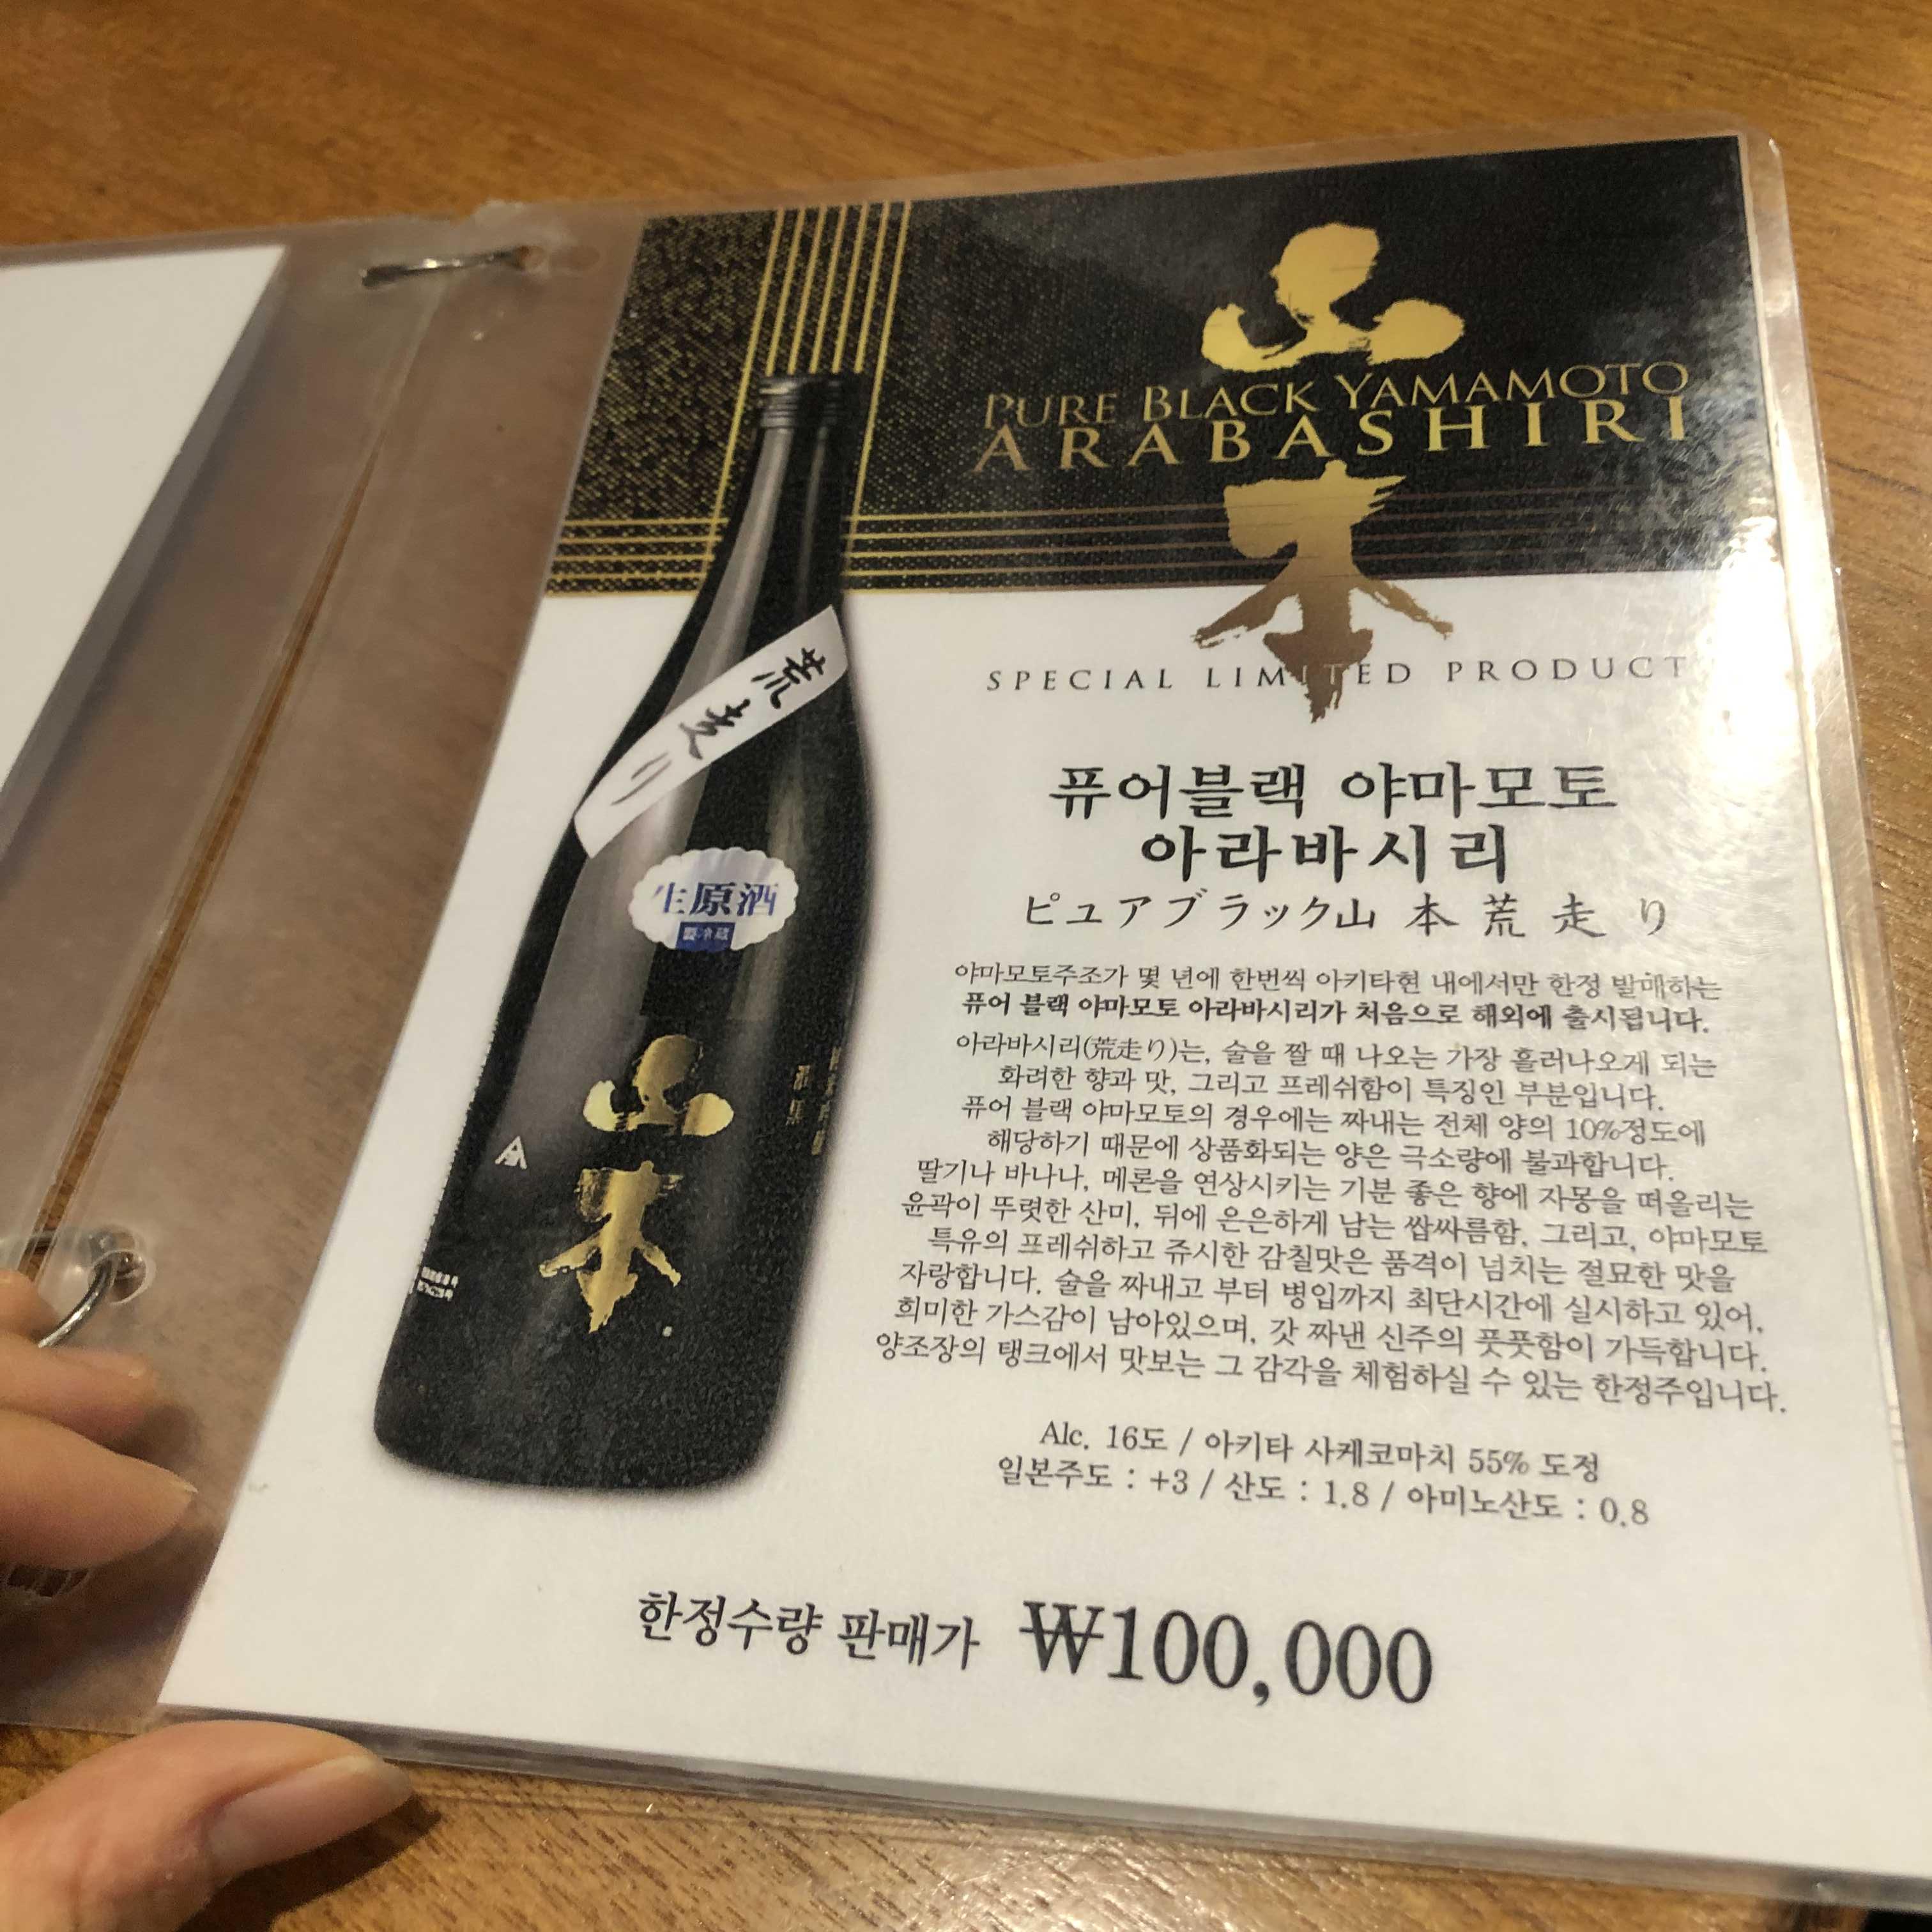 山
PURE BLACK YAMAMOTO
ARABASHIRI
本
SPECIAL LIMITED PRODUCT
퓨어블랙 야마모토
아라바시리
ピュアブラック山本荒走り
야마모토주조가 몇 년에 한번씩 아키타현 내에서만 한정 발매하는
퓨어 블랙 야마모토 아라바시리가 처음으로 해외에 출시됩니다.
아라바시리(荒走り)는, 술을 짤 때 나오는 가장 흘러나오게 되는
화려한 향과 맛, 그리고 프레쉬함이 특징인 부분입니다.
퓨어 블랙 야마모토의 경우에는 짜내는 전체 양의 10%정도에
해당하기 때문에 상품화되는 양은 극소량에 불과합니다.
딸기나 바나나, 메론을 연상시키는 기분 좋은 향에 자몽을 떠올리는
윤곽이 뚜렷한 산미, 뒤에 은은하게 남는 쌉싸름함, 그리고, 야마모토
특유의 프레쉬하고 쥬시한 감칠맛은 품격이 넘치는 절묘한 맛을
자랑합니다. 술을 짜내고 부터 병입까지 최단시간에 실시하고 있어,
희미한 가스감이 남아있으며, 갓 짜낸 신주의 풋풋함이 가득합니다.
양조장의 탱크에서 맛보는 그 감각을 체험하실 수 있는 한정주입니다.
Alc. 16도 / 아키타 사케코마치 55% 도정
일본주도 : +3 / 산도 : 1.8 / 아미노산도 : 0.8
한정수량 판매가 ₩100,000
荒走り
生原酒
要冷蔵
山本